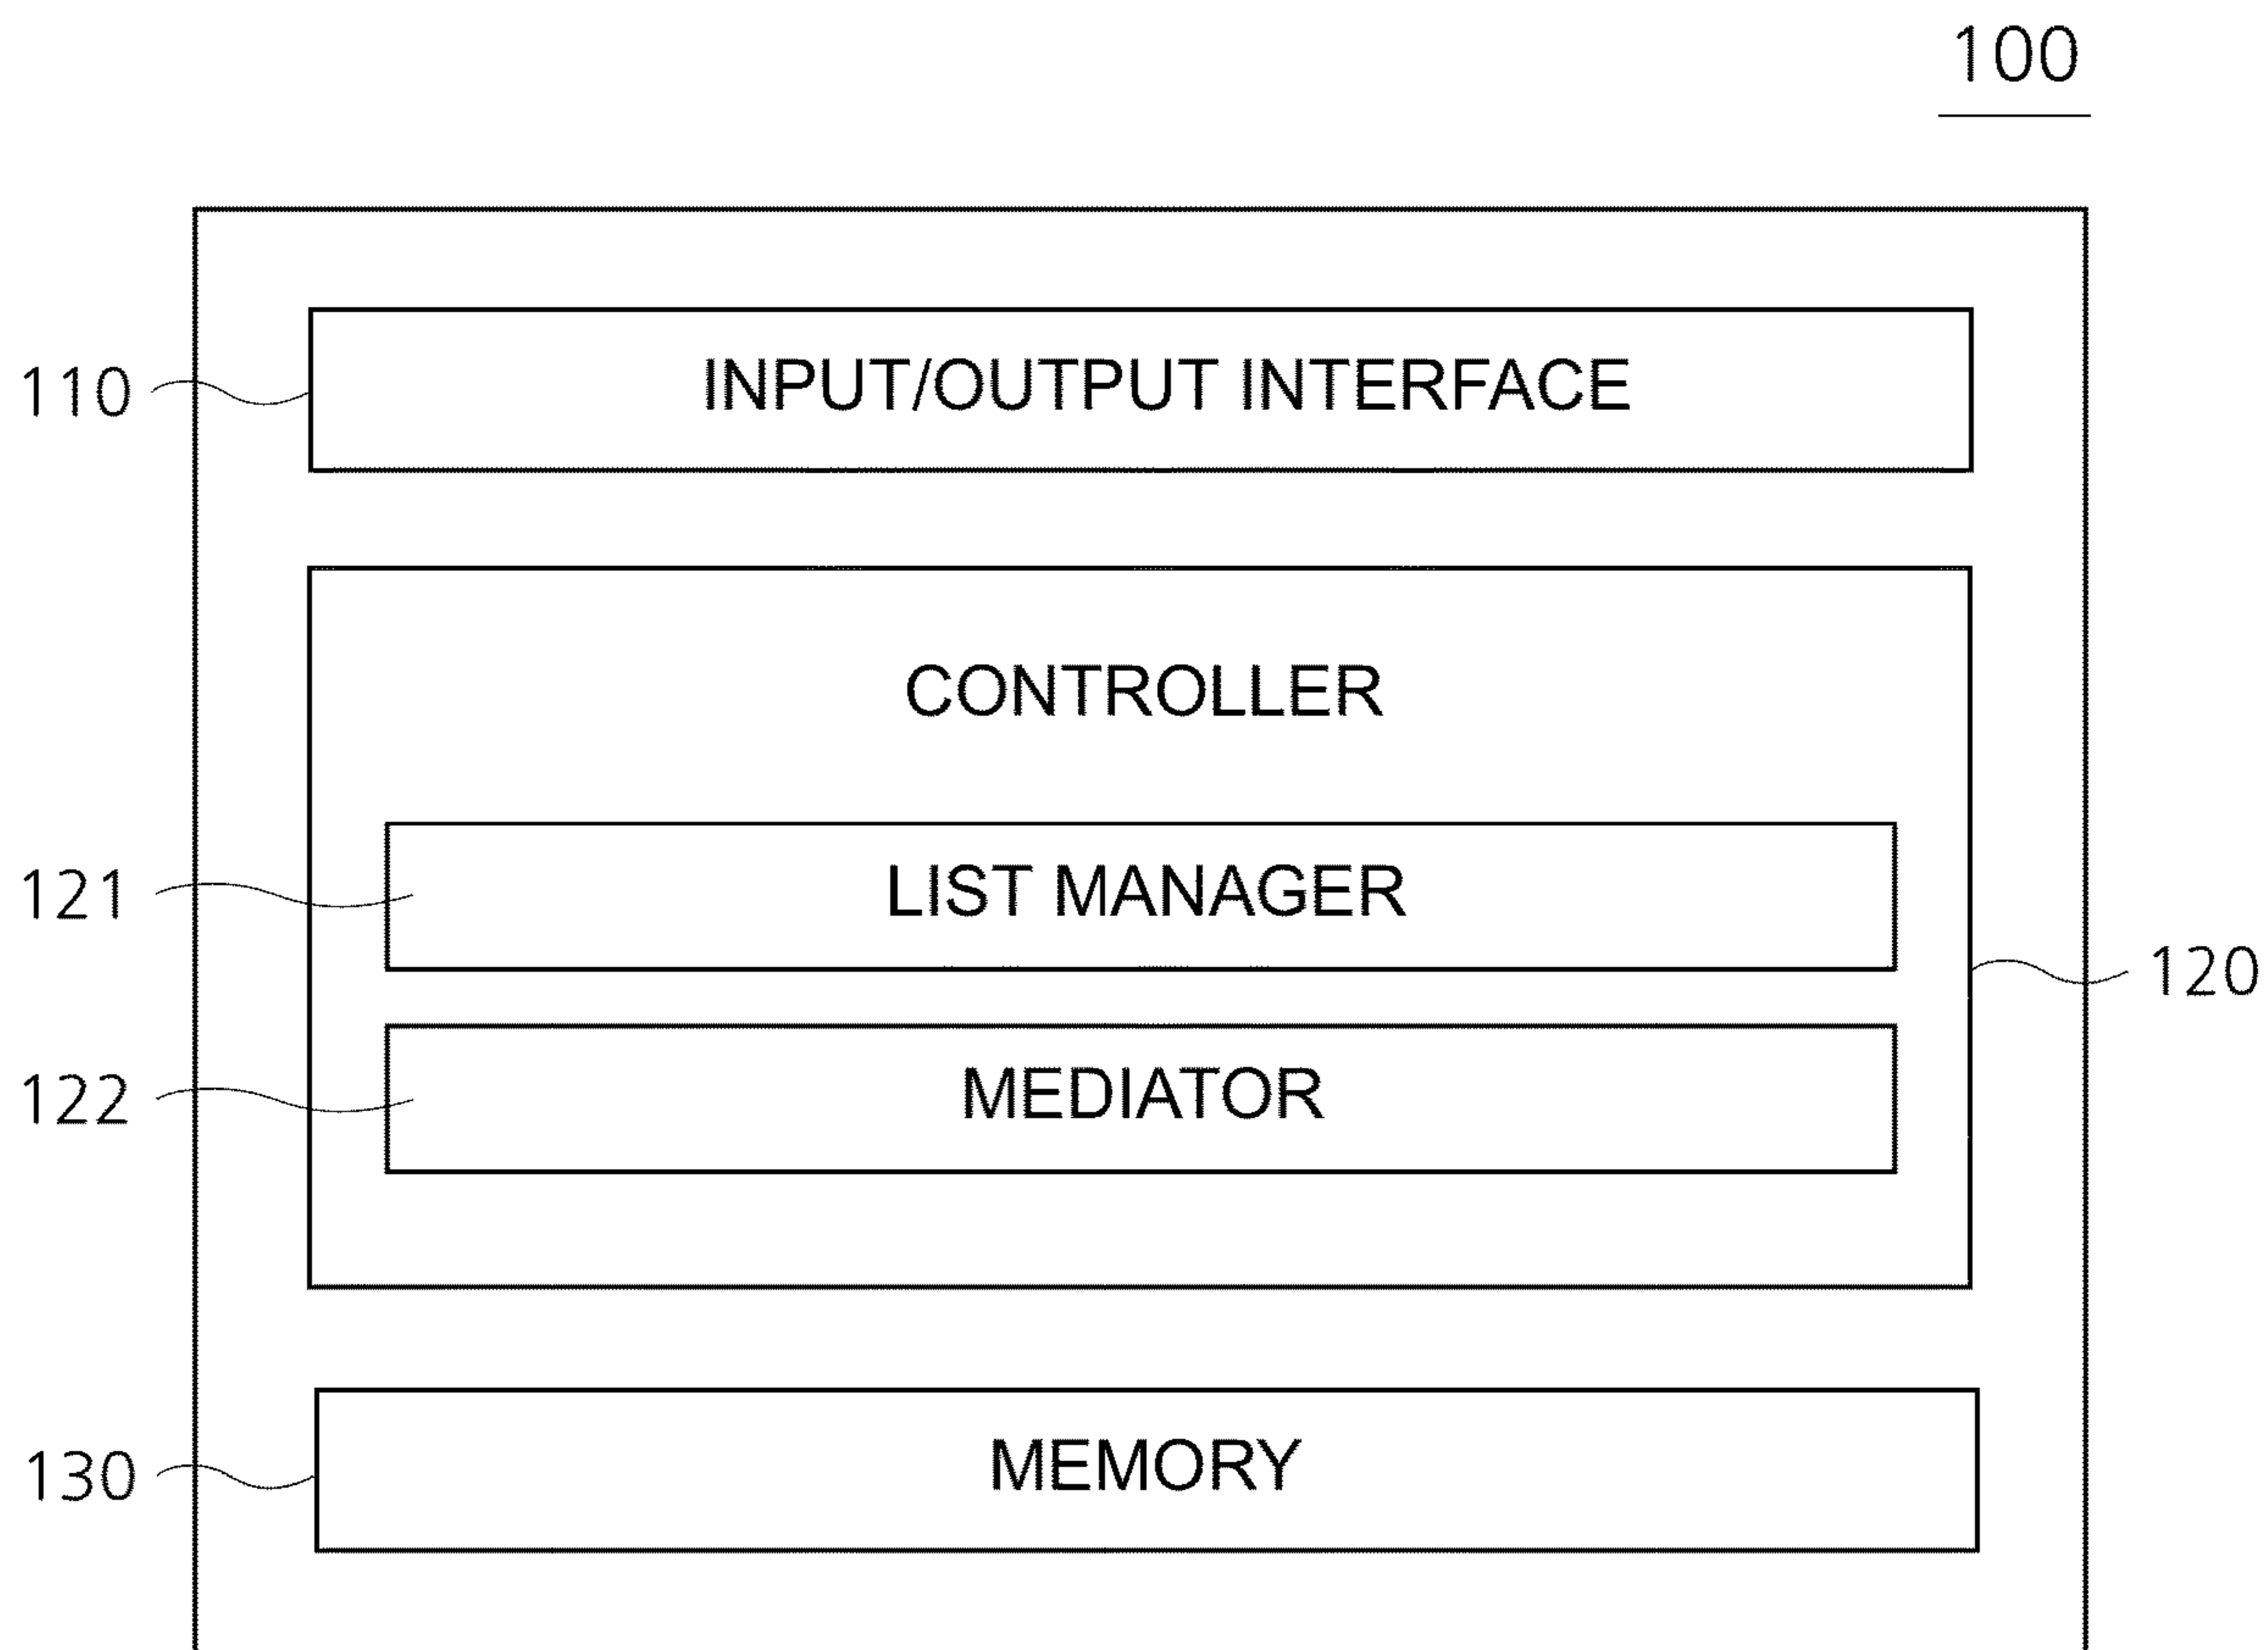 100
110
INPUT/OUTPUT INTERFACE
CONTROLLER
121
LIST MANAGER
120
122
MEDIATOR
130
MEMORY